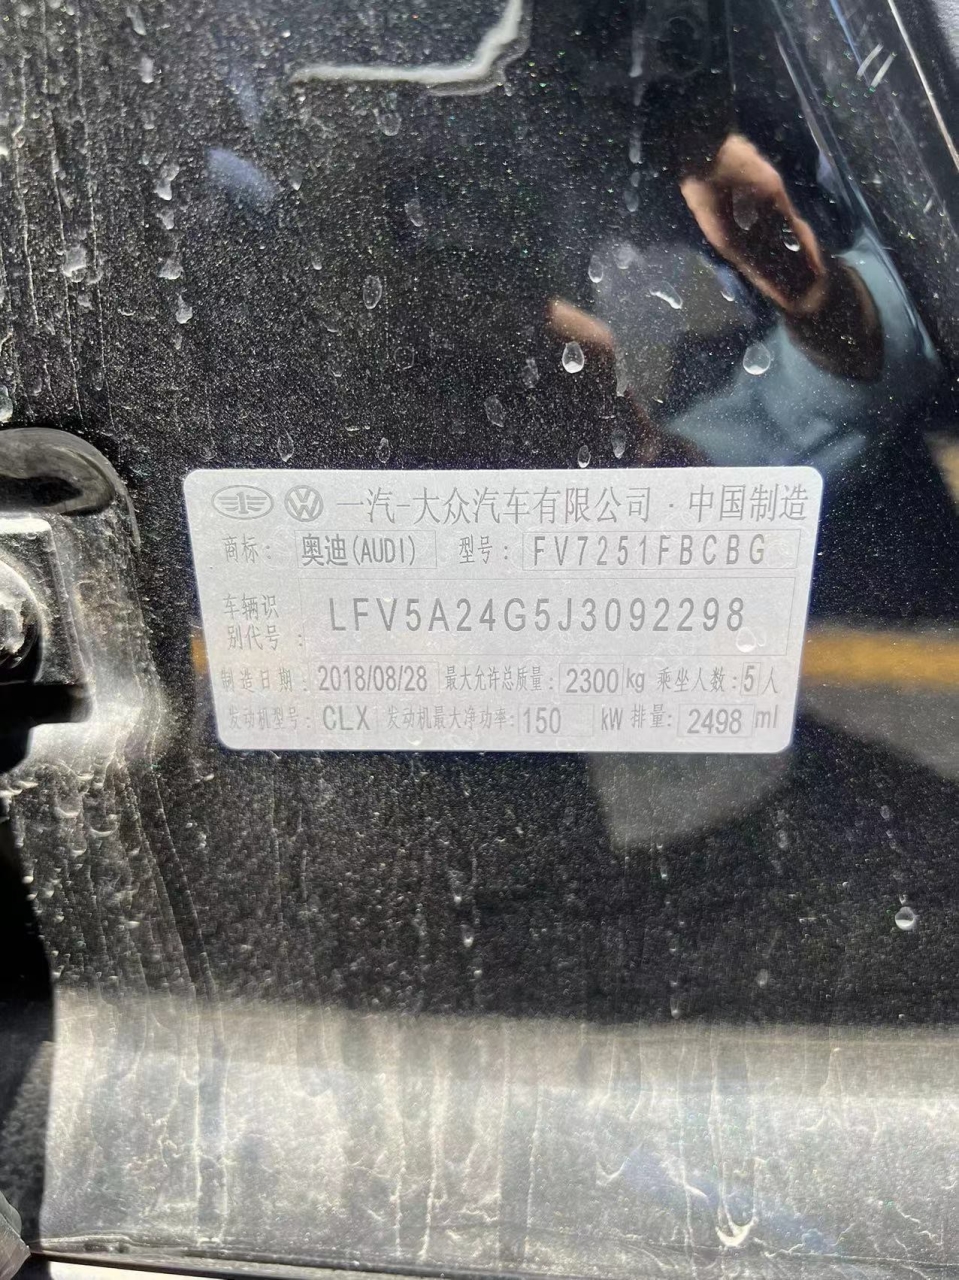 一汽-大众汽车有限公司·中国制造
商标: 奥迪(AUDI) 型号: FV7251FBCBG
车辆识
别代号: LFV5A24G5J3092298
制造日期: 2018/08/28 最大允许总质量: 2300kg 乘坐人数: 5人
发动机型号: CLX 发动机最大净功率: 150 kW 排量: 2498 ml